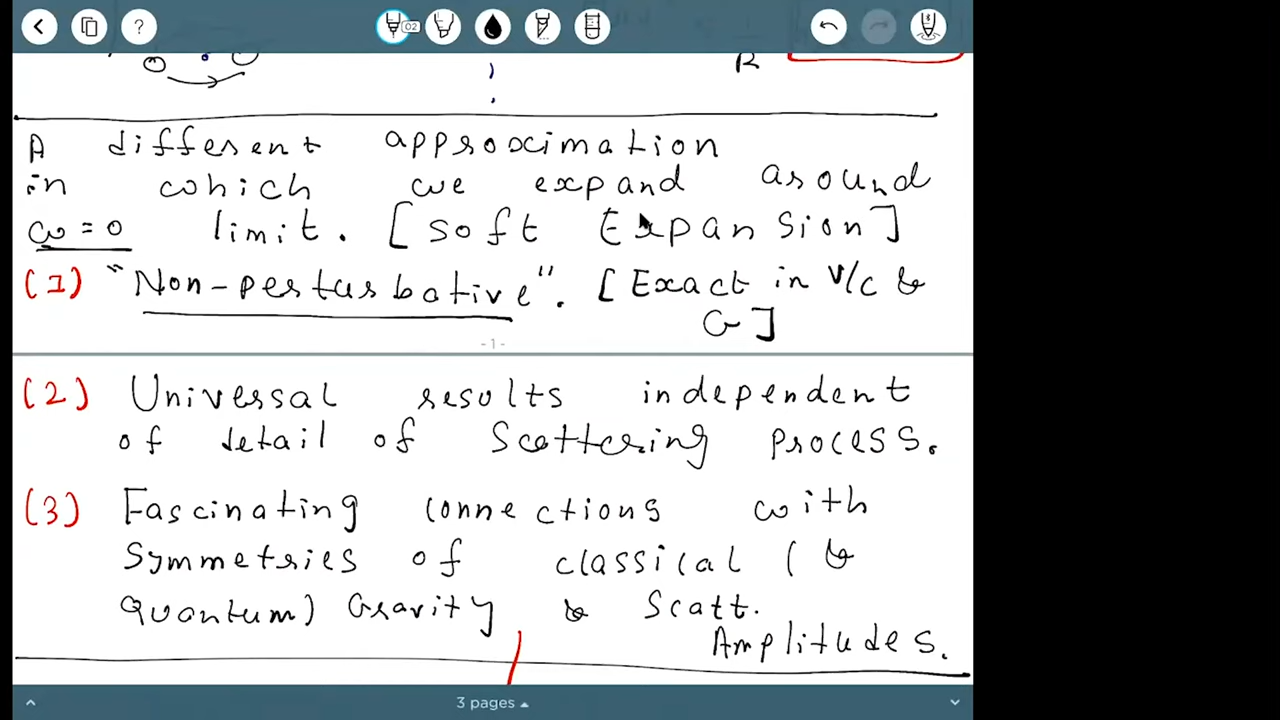 02
R
A different approximation
in which we expand around
ω = 0 limit. [Soft Expansion]
(1) "Non-perturbative". [Exact in v/c &
G]
- 1 -
(2) Universal results independent
of detail of Scattering process.
(3) Fascinating connections with
Symmetries of classical (&
Quantum) Gravity & Scatt.
Amplitudes.
3 pages